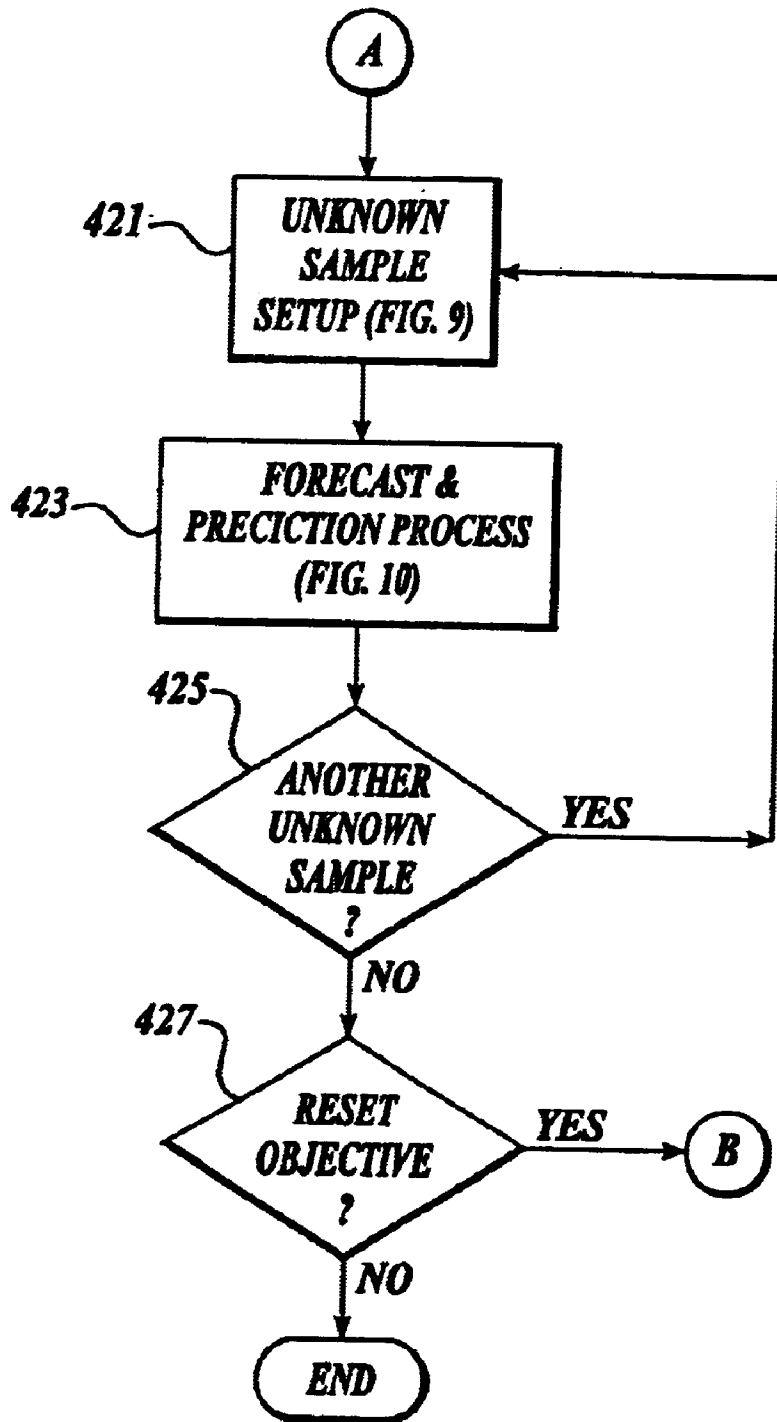 A
421
UNKNOWN
SAMPLE
SETUP (FIG. 9)
423
FORECAST &
PRECICTION PROCESS
(FIG. 10)
425
ANOTHER
UNKNOWN
SAMPLE
?
YES
NO
427
RESET
OBJECTIVE
?
YES
B
NO
END